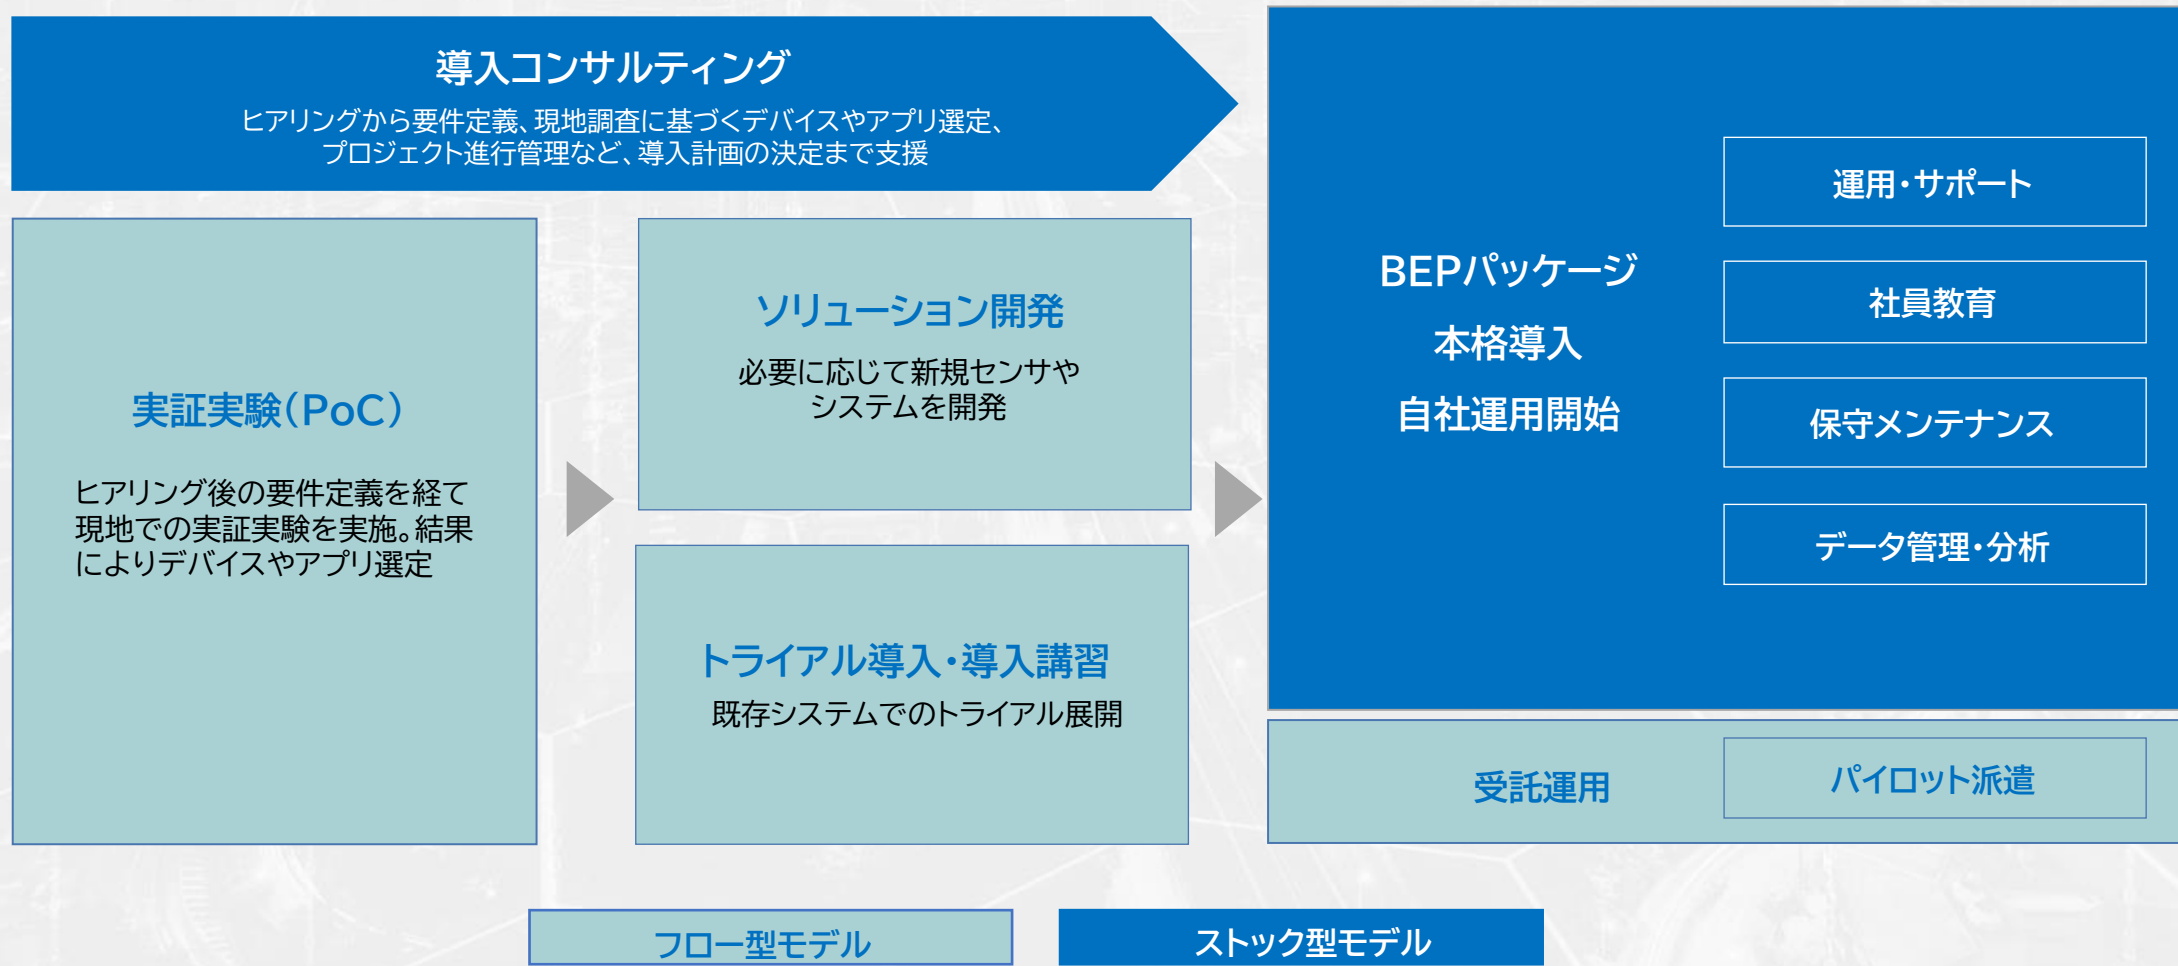 導入コンサルティング
ヒアリングから要件定義、現地調査に基づくデバイスやアプリ選定、
プロジェクト進行管理など、導入計画の決定まで支援
実証実験（PoC）
ヒアリング後の要件定義を経て
現地での実証実験を実施。結果
によりデバイスやアプリ選定
ソリューション開発
必要に応じて新規センサや
システムを開発
トライアル導入・導入講習
既存システムでのトライアル展開
BEPパッケージ
本格導入
自社運用開始
運用・サポート
社員教育
保守メンテナンス
データ管理・分析
受託運用
パイロット派遣
フロー型モデル
ストック型モデル